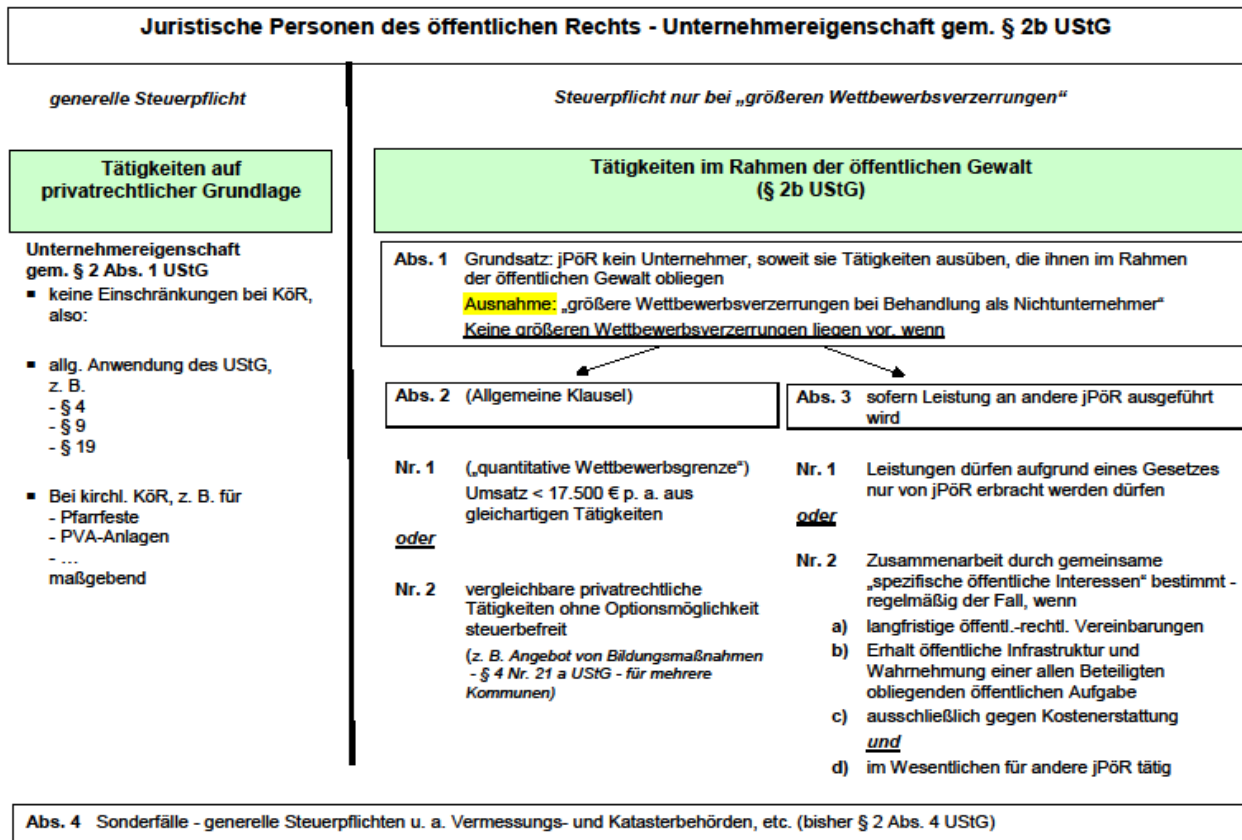 Juristische Personen des öffentlichen Rechts - Unternehmereigenschaft gem. § 2b UStG
generelle Steuerpflicht
Steuerpflicht nur bei „größeren Wettbewerbsverzerrungen“
Tätigkeiten auf
privatrechtlicher Grundlage
Unternehmereigenschaft
gem. § 2 Abs. 1 UStG
▪ keine Einschränkungen bei KöR,
also:
▪ allg. Anwendung des UStG,
z. B.
- § 4
- § 9
- § 19
▪ Bei kirchl. KöR, z. B. für
- Pfarrfeste
- PVA-Anlagen
- ...
maßgebend
Tätigkeiten im Rahmen der öffentlichen Gewalt
(§ 2b UStG)
Abs. 1 Grundsatz: jPöR kein Unternehmer, soweit sie Tätigkeiten ausüben, die ihnen im Rahmen
der öffentlichen Gewalt obliegen
Ausnahme: „größere Wettbewerbsverzerrungen bei Behandlung als Nichtunternehmer“
Keine größeren Wettbewerbsverzerrungen liegen vor, wenn
Abs. 2 (Allgemeine Klausel)
Nr. 1 („quantitative Wettbewerbsgrenze“)
Umsatz < 17.500 € p. a. aus
gleichartigen Tätigkeiten
oder
Nr. 2 vergleichbare privatrechtliche
Tätigkeiten ohne Optionsmöglichkeit
steuerbefreit
(z. B. Angebot von Bildungsmaßnahmen
- § 4 Nr. 21 a UStG - für mehrere
Kommunen)
Abs. 3 sofern Leistung an andere jPöR ausgeführt
wird
Nr. 1 Leistungen dürfen aufgrund eines Gesetzes
nur von jPöR erbracht werden dürfen
oder
Nr. 2 Zusammenarbeit durch gemeinsame
„spezifische öffentliche Interessen“ bestimmt -
regelmäßig der Fall, wenn
a) langfristige öffentl.-rechtl. Vereinbarungen
b) Erhalt öffentliche Infrastruktur und
Wahrnehmung einer allen Beteiligten
obliegenden öffentlichen Aufgabe
c) ausschließlich gegen Kostenerstattung
und
d) im Wesentlichen für andere jPöR tätig
Abs. 4 Sonderfälle - generelle Steuerpflichten u. a. Vermessungs- und Katasterbehörden, etc. (bisher § 2 Abs. 4 UStG)